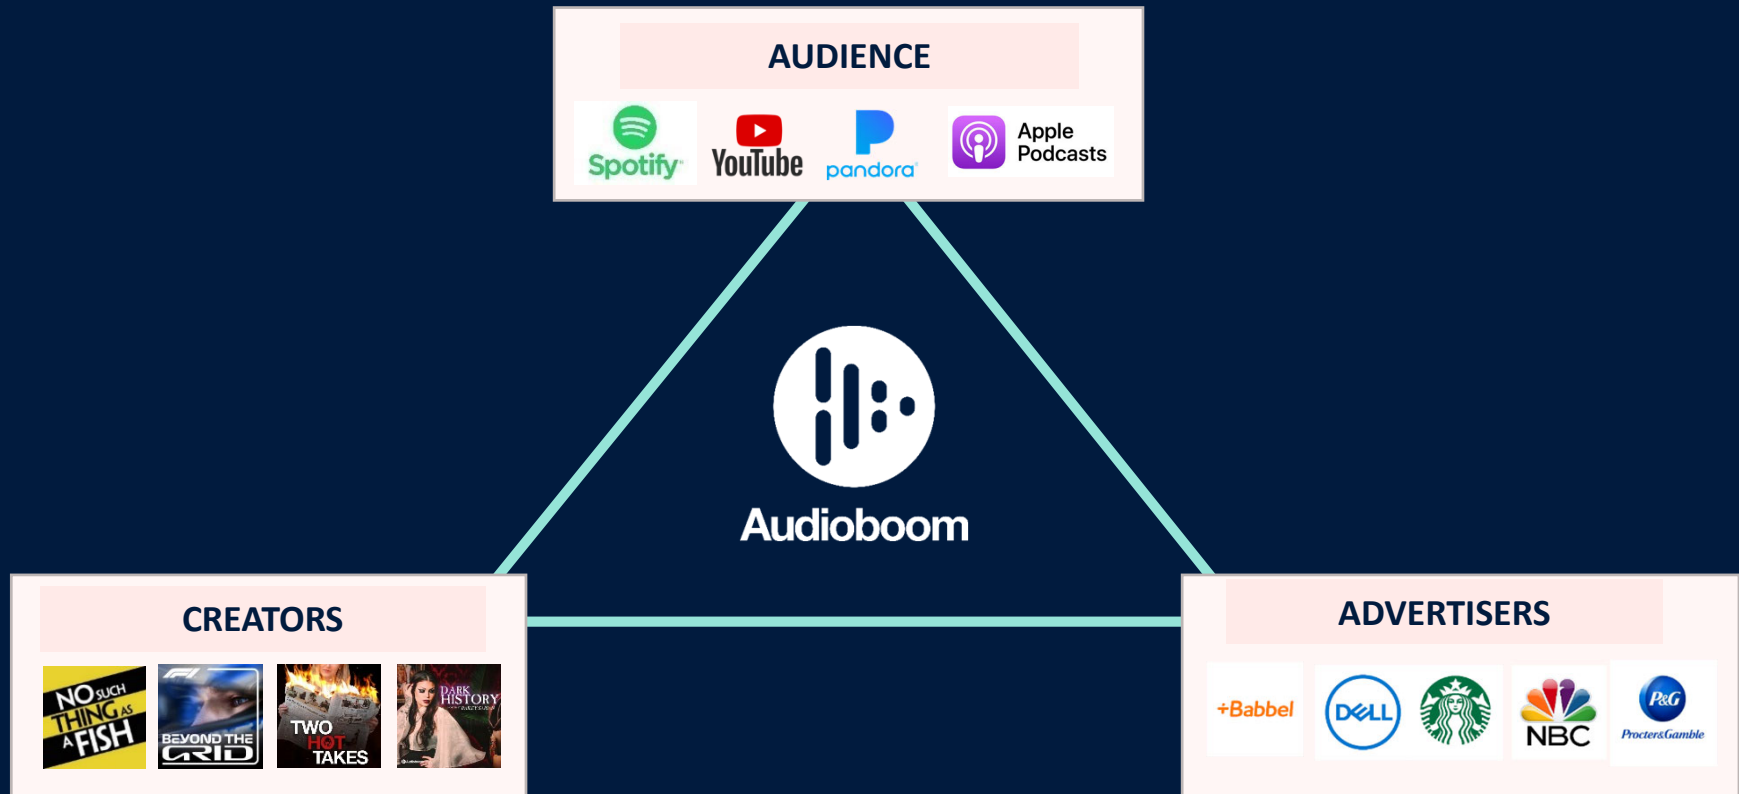 AUDIENCE
Spotify
YouTube
pandora
Apple
Podcasts
Audioboom
CREATORS
NO SUCH
THING AS
A FISH
F1
BEYOND THE
GRID
TWO
HOT
TAKES
DARK
HISTORY
ADVERTISERS
+Babbel
DELL
NBC
P&G
Procter&Gamble